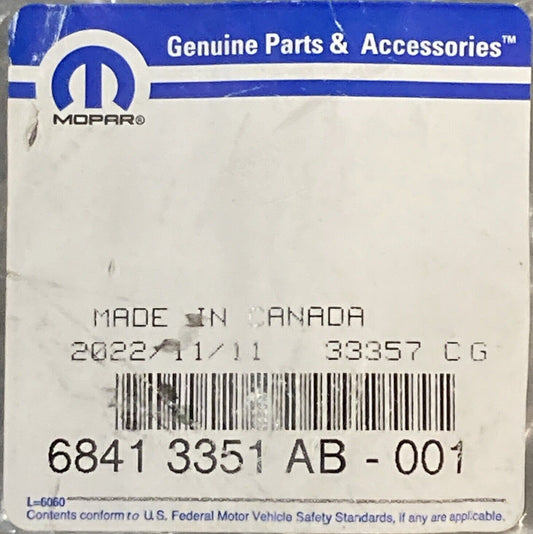 Genuine Parts & Accessories™
MOPAR®
MADE IN CANADA
2022/11/11 33357 CG
6841 3351 AB - 001
L=6060
Contents conform to U.S. Federal Motor Vehicle Safety Standards, if any are applicable.